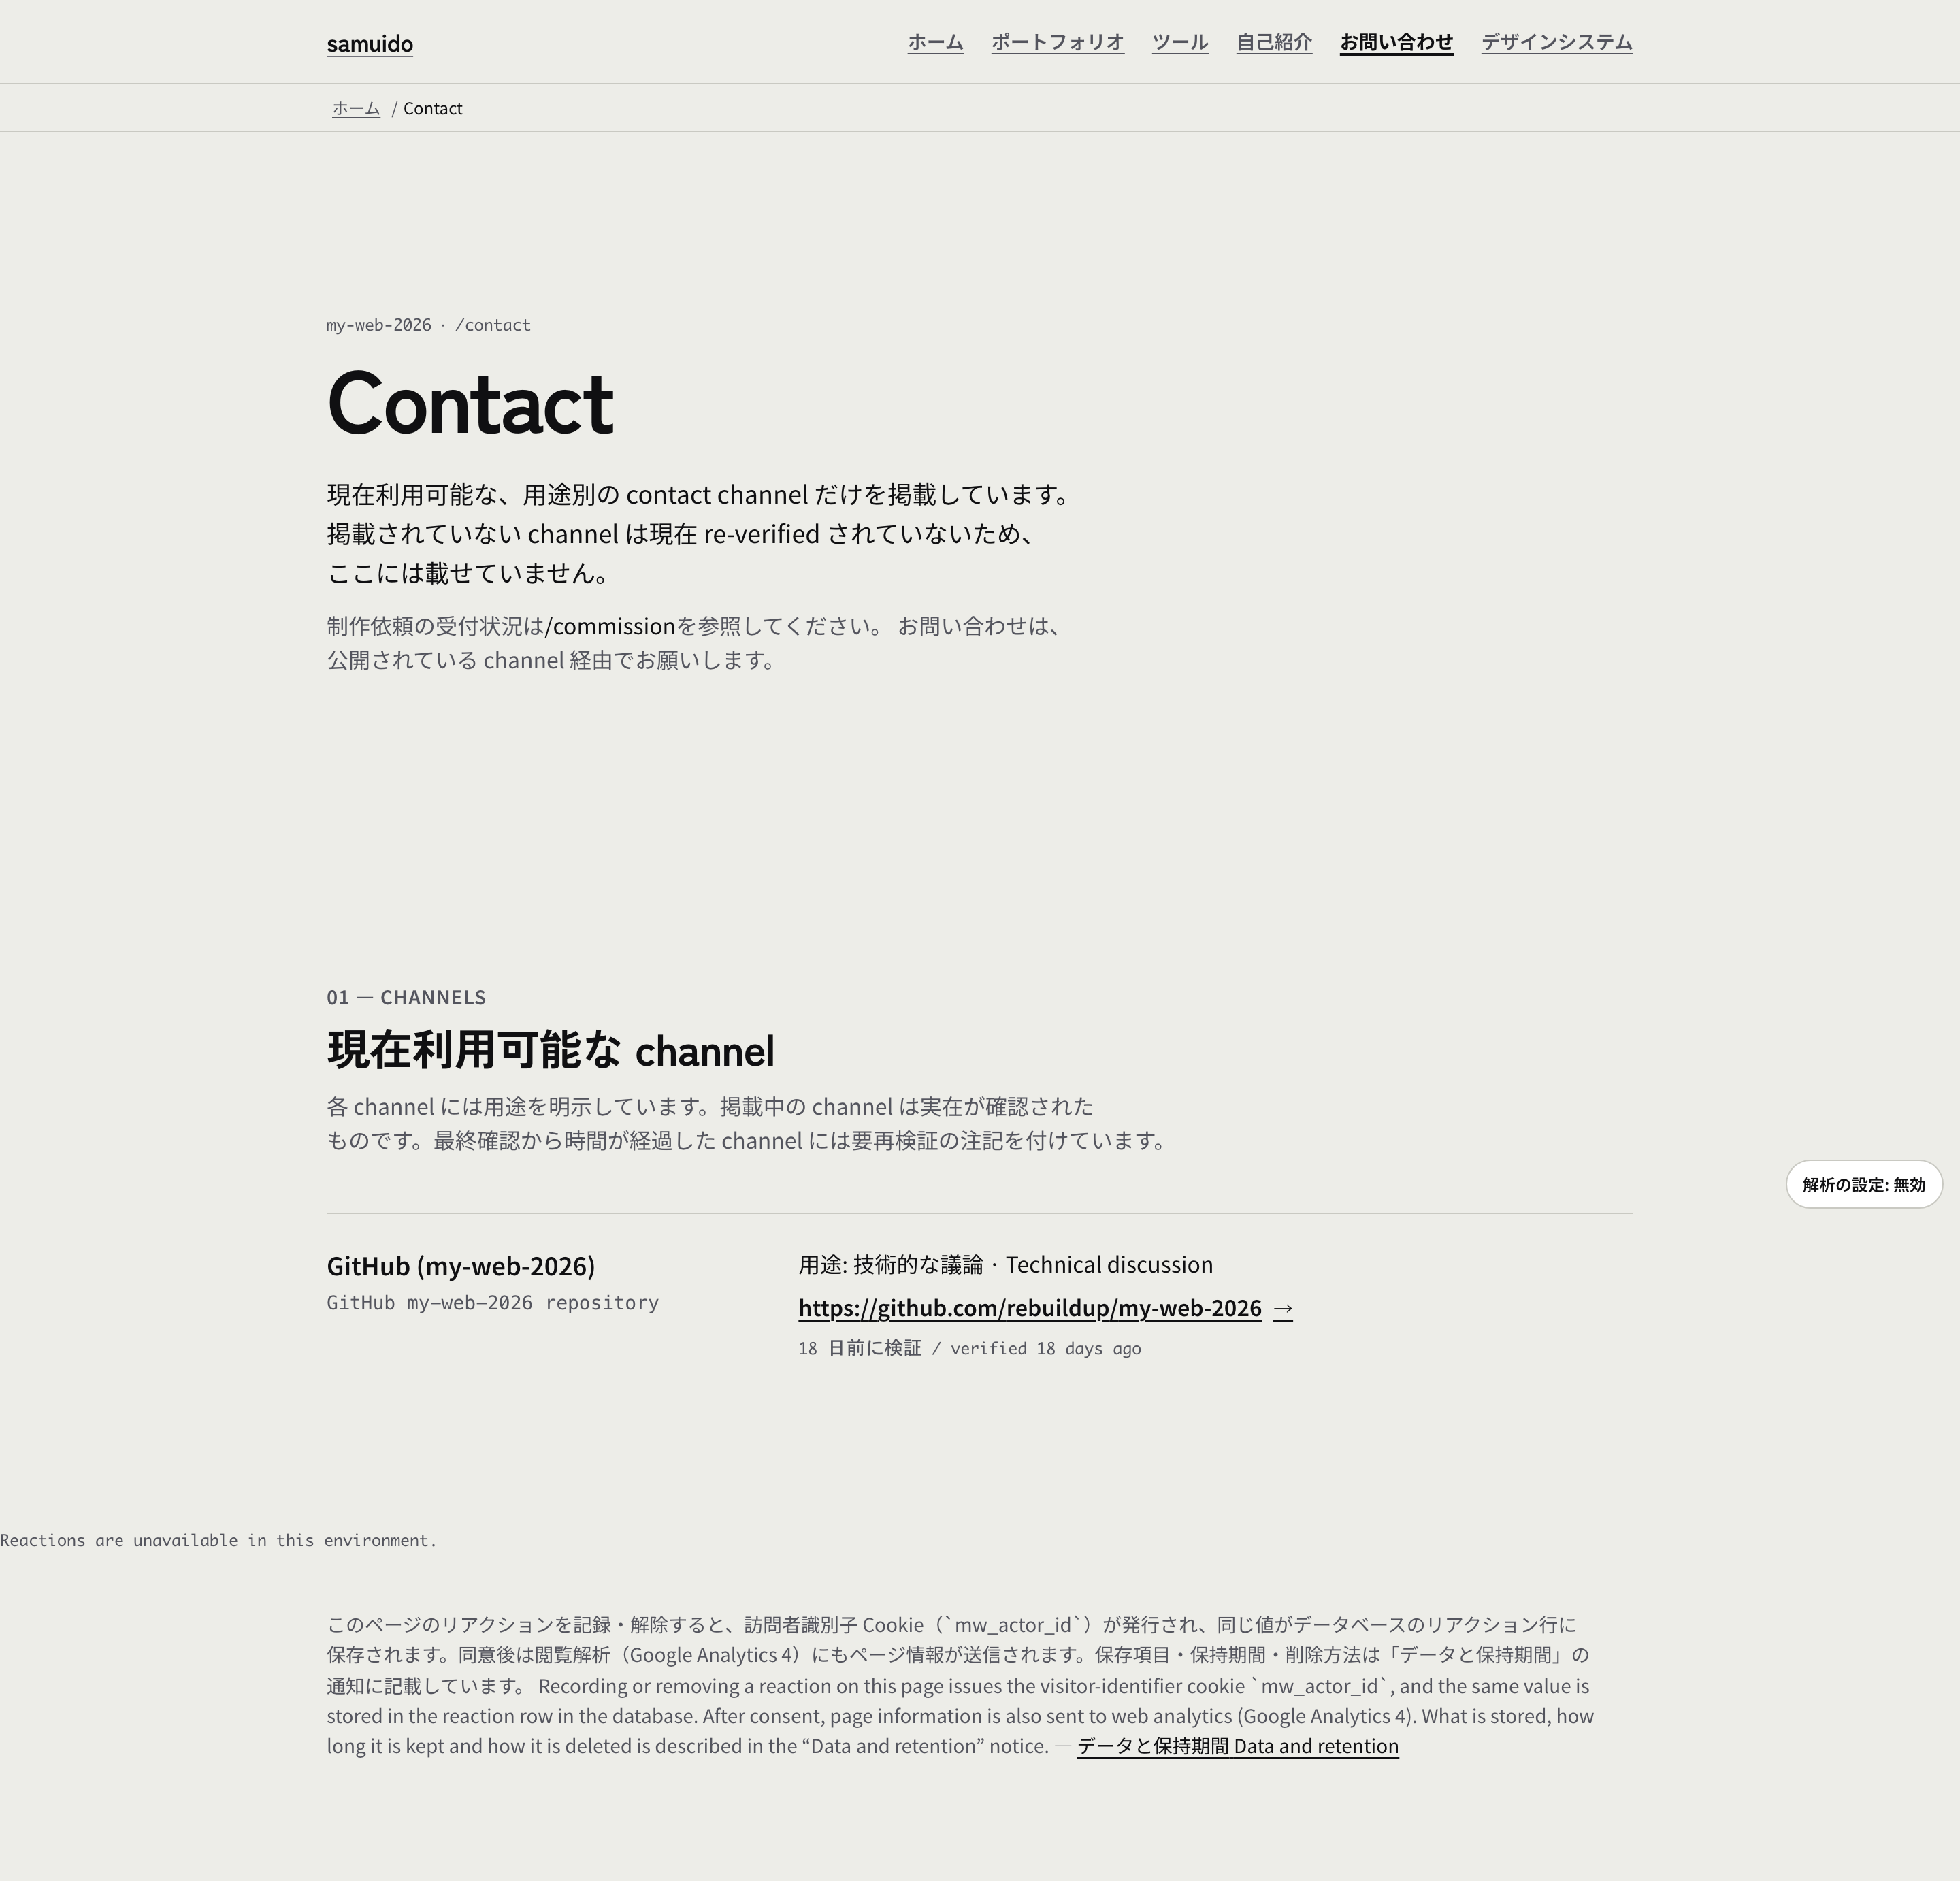 samuido
ホーム ポートフォリオ ツール 自己紹介 お問い合わせ デザインシステム
ホーム / Contact
my-web-2026 · /contact
Contact
現在利用可能な、用途別の contact channel だけを掲載しています。
掲載されていない channel は現在 re-verified されていないため、
ここには載せていません。
制作依頼の受付状況は/commissionを参照してください。 お問い合わせは、
公開されている channel 経由でお願いします。
01 — CHANNELS
現在利用可能な channel
各 channel には用途を明示しています。掲載中の channel は実在が確認された
ものです。最終確認から時間が経過した channel には要再検証の注記を付けています。
解析の設定: 無効
GitHub (my-web-2026)
GitHub my-web-2026 repository
用途: 技術的な議論 · Technical discussion
https://github.com/rebuildup/my-web-2026 →
18 日前に検証 / verified 18 days ago
Reactions are unavailable in this environment.
このページのリアクションを記録・解除すると、訪問者識別子 Cookie（`mw_actor_id`）が発行され、同じ値がデータベースのリアクション行に
保存されます。同意後は閲覧解析（Google Analytics 4）にもページ情報が送信されます。保存項目・保持期間・削除方法は「データと保持期間」の
通知に記載しています。 Recording or removing a reaction on this page issues the visitor-identifier cookie `mw_actor_id`, and the same value is
stored in the reaction row in the database. After consent, page information is also sent to web analytics (Google Analytics 4). What is stored, how
long it is kept and how it is deleted is described in the “Data and retention” notice. — データと保持期間 Data and retention